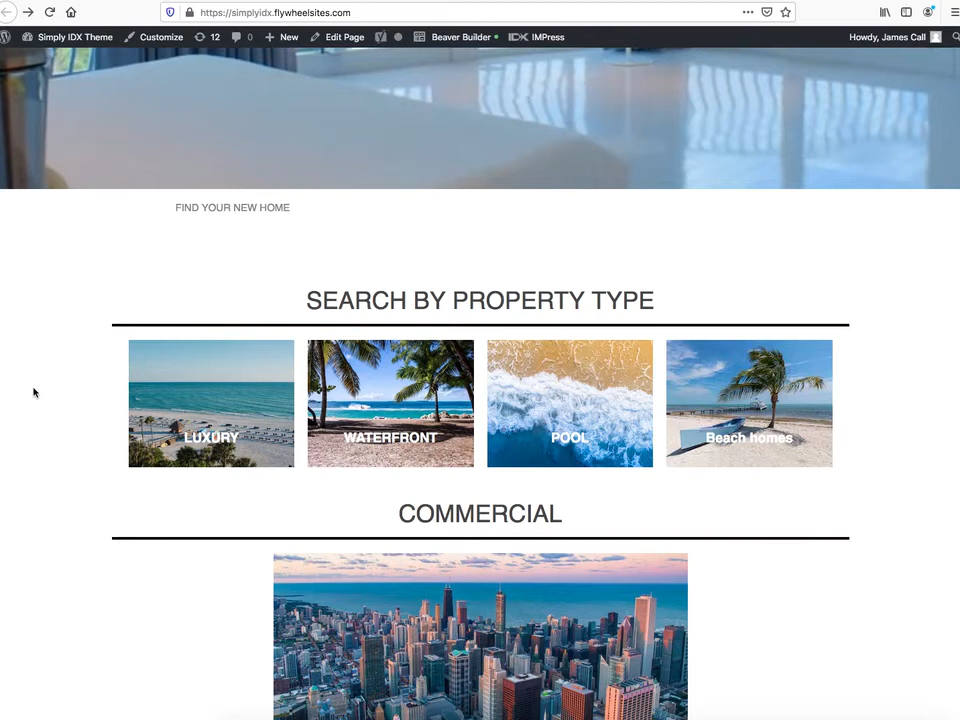 https://simplyidx.flywheelsites.com
Simply IDX Theme Customize 12 0 New Edit Page Beaver Builder IDX IMPress Howdy, James Call
FIND YOUR NEW HOME
SEARCH BY PROPERTY TYPE
LUXURY WATERFRONT POOL Beach homes
COMMERCIAL